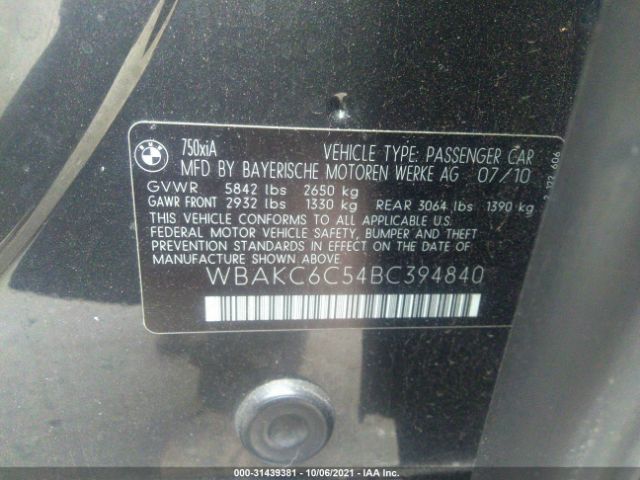 BMW
750xiA
VEHICLE TYPE: PASSENGER CAR
MFD BY BAYERISCHE MOTOREN WERKE AG 07/10
GVWR 5842 lbs 2650 kg
GAWR FRONT 2932 lbs 1330 kg REAR 3064 lbs 1390 kg
THIS VEHICLE CONFORMS TO ALL APPLICABLE U.S.
FEDERAL MOTOR VEHICLE SAFETY, BUMPER AND THEFT
PREVENTION STANDARDS IN EFFECT ON THE DATE OF
MANUFACTURE SHOWN ABOVE.
WBAKC6C54BC394840
000-31439381 - 10/06/2021 - IAA Inc.